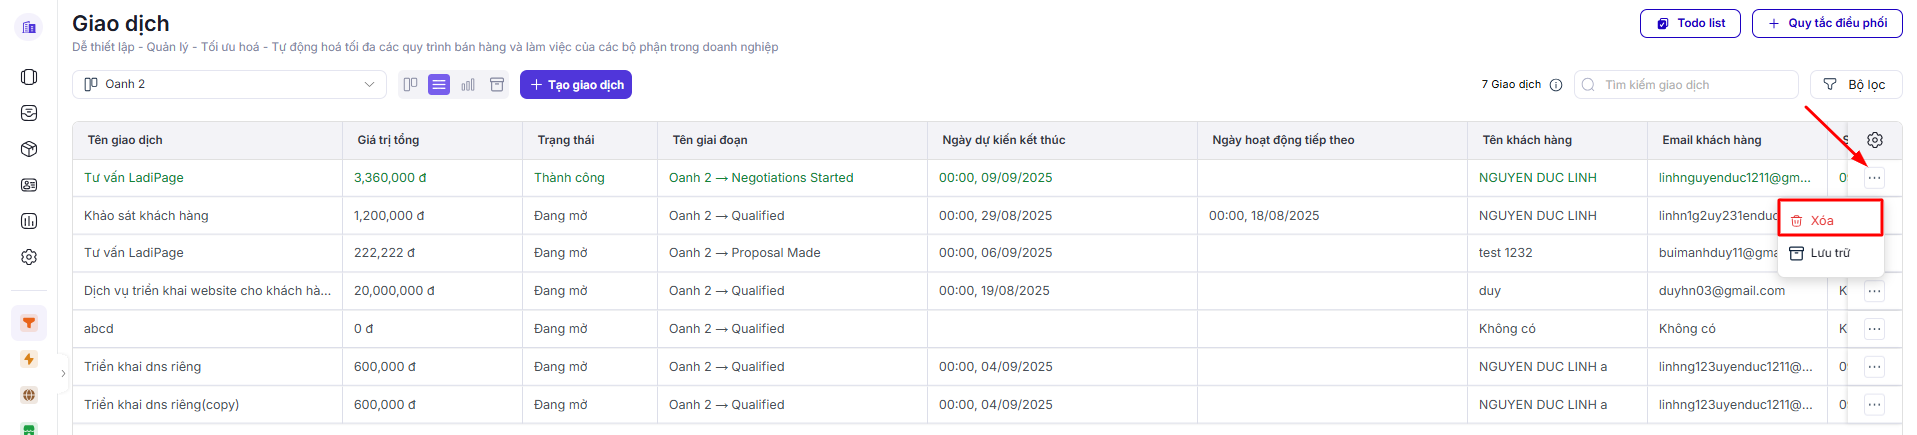 Giao dịch
Todo list
Quy tắc điều phối
Dễ thiết lập - Quản lý - Tối ưu hoá - Tự động hoá tối đa các quy trình bán hàng và làm việc của các bộ phận trong doanh nghiệp
Oanh 2
Tạo giao dịch
7 Giao dịch
Tìm kiếm giao dịch
Bộ lọc
Tên giao dịch Giá trị tổng Trạng thái Tên giai đoạn Ngày dự kiến kết thúc Ngày hoạt động tiếp theo Tên khách hàng Email khách hàng
Tư vấn LadiPage 3,360,000 đ Thành công Oanh 2 → Negotiations Started 00:00, 09/09/2025 NGUYEN DUC LINH linhnguyenduc1211@gm...
Khảo sát khách hàng 1,200,000 đ Đang mở Oanh 2 → Qualified 00:00, 29/08/2025 00:00, 18/08/2025 NGUYEN DUC LINH linhn1g2uy231enduc
Xóa
Tư vấn LadiPage 222,222 đ Đang mở Oanh 2 → Proposal Made 00:00, 06/09/2025 test 1232 buimanhduy11@gma
Lưu trữ
Dịch vụ triển khai website cho khách hà... 20,000,000 đ Đang mở Oanh 2 → Qualified 00:00, 19/08/2025 duy duyhn03@gmail.com K
abcd 0 đ Đang mở Oanh 2 → Qualified Không có Không có K
Triển khai dns riêng 600,000 đ Đang mở Oanh 2 → Qualified 00:00, 04/09/2025 NGUYEN DUC LINH a linhng123uyenduc1211@...
Triển khai dns riêng(copy) 600,000 đ Đang mở Oanh 2 → Qualified 00:00, 04/09/2025 NGUYEN DUC LINH a linhng123uyenduc1211@...